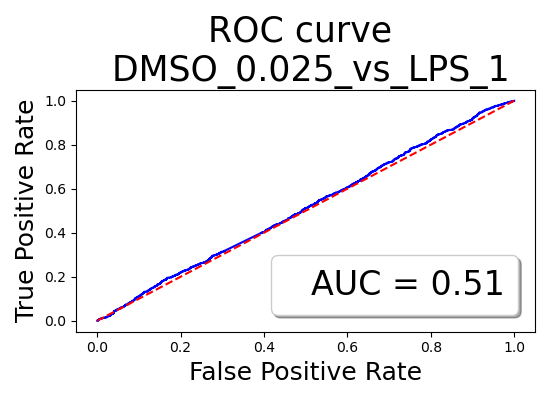 ROC curve
DMSO_0.025_vs_LPS_1
True Positive Rate
1.0
0.8
0.6
0.4
0.2
0.0
AUC = 0.51
0.0 0.2 0.4 0.6 0.8 1.0
False Positive Rate